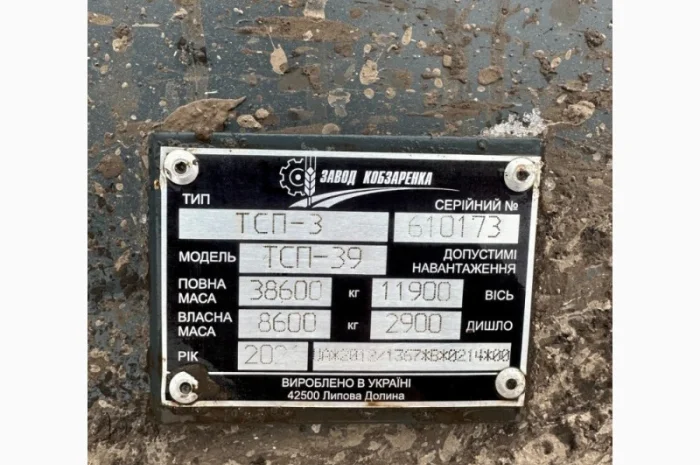 ЗАВОД КОБЗАРЕНКА
ТИП
СЕРІЙНИЙ №
ТСП-3
610173
МОДЕЛЬ ТСП-39 ДОПУСТИМІ НАВАНТАЖЕННЯ
ПОВНА МАСА 38600 кг 11900 ВІСЬ
ВЛАСНА МАСА 8600 кг 2900 ДИШЛО
РІК
ВИРОБЛЕНО В УКРАЇНІ
42500 Липова Долина